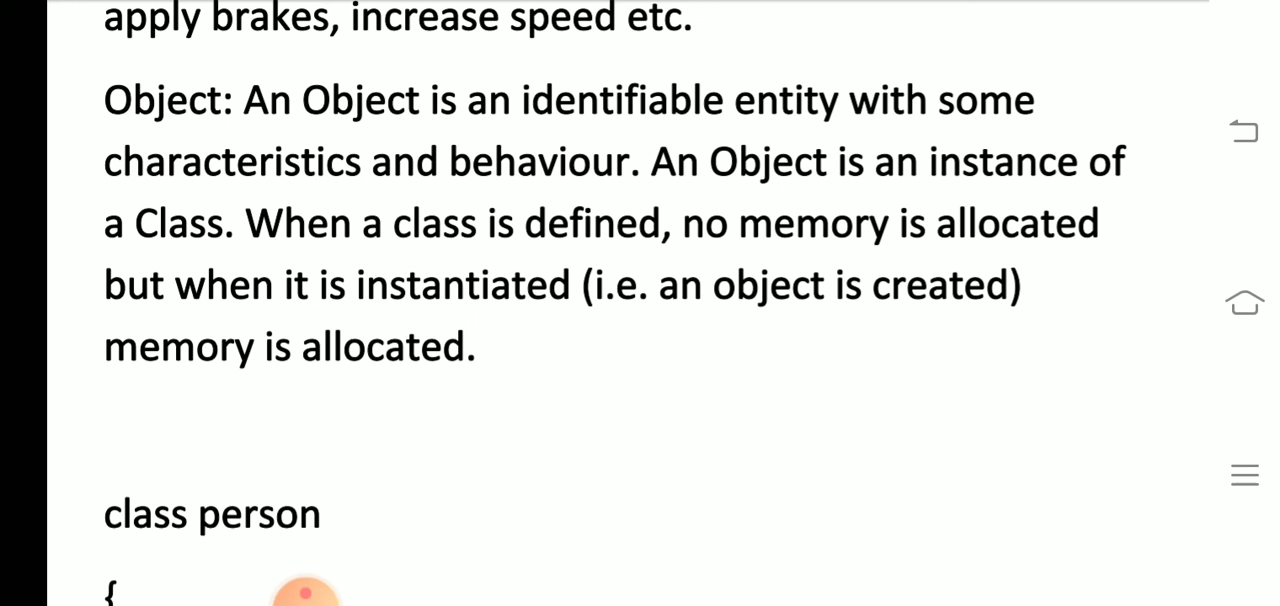 apply brakes, increase speed etc.
Object: An Object is an identifiable entity with some
characteristics and behaviour. An Object is an instance of
a Class. When a class is defined, no memory is allocated
but when it is instantiated (i.e. an object is created)
memory is allocated.
class person
{